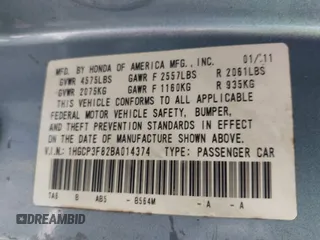 MFD. BY HONDA OF AMERICA MFG., INC. 01/11
GVWR 4575LBS GAWR F 2557LBS R 2061LBS
GVWR 2075KG GAWR F 1160KG R 935KG
THIS VEHICLE CONFORMS TO ALL APPLICABLE
FEDERAL MOTOR VEHICLE SAFETY, BUMPER,
AND THEFT PREVENTION STANDARDS IN EFFECT
ON THE DATE OF MANUFACTURE SHOWN ABOVE.
V.I.N.: 1HGCP3F82BA014374 TYPE: PASSENGER CAR
B ABS -B564M - A - HGA
DREAMBID